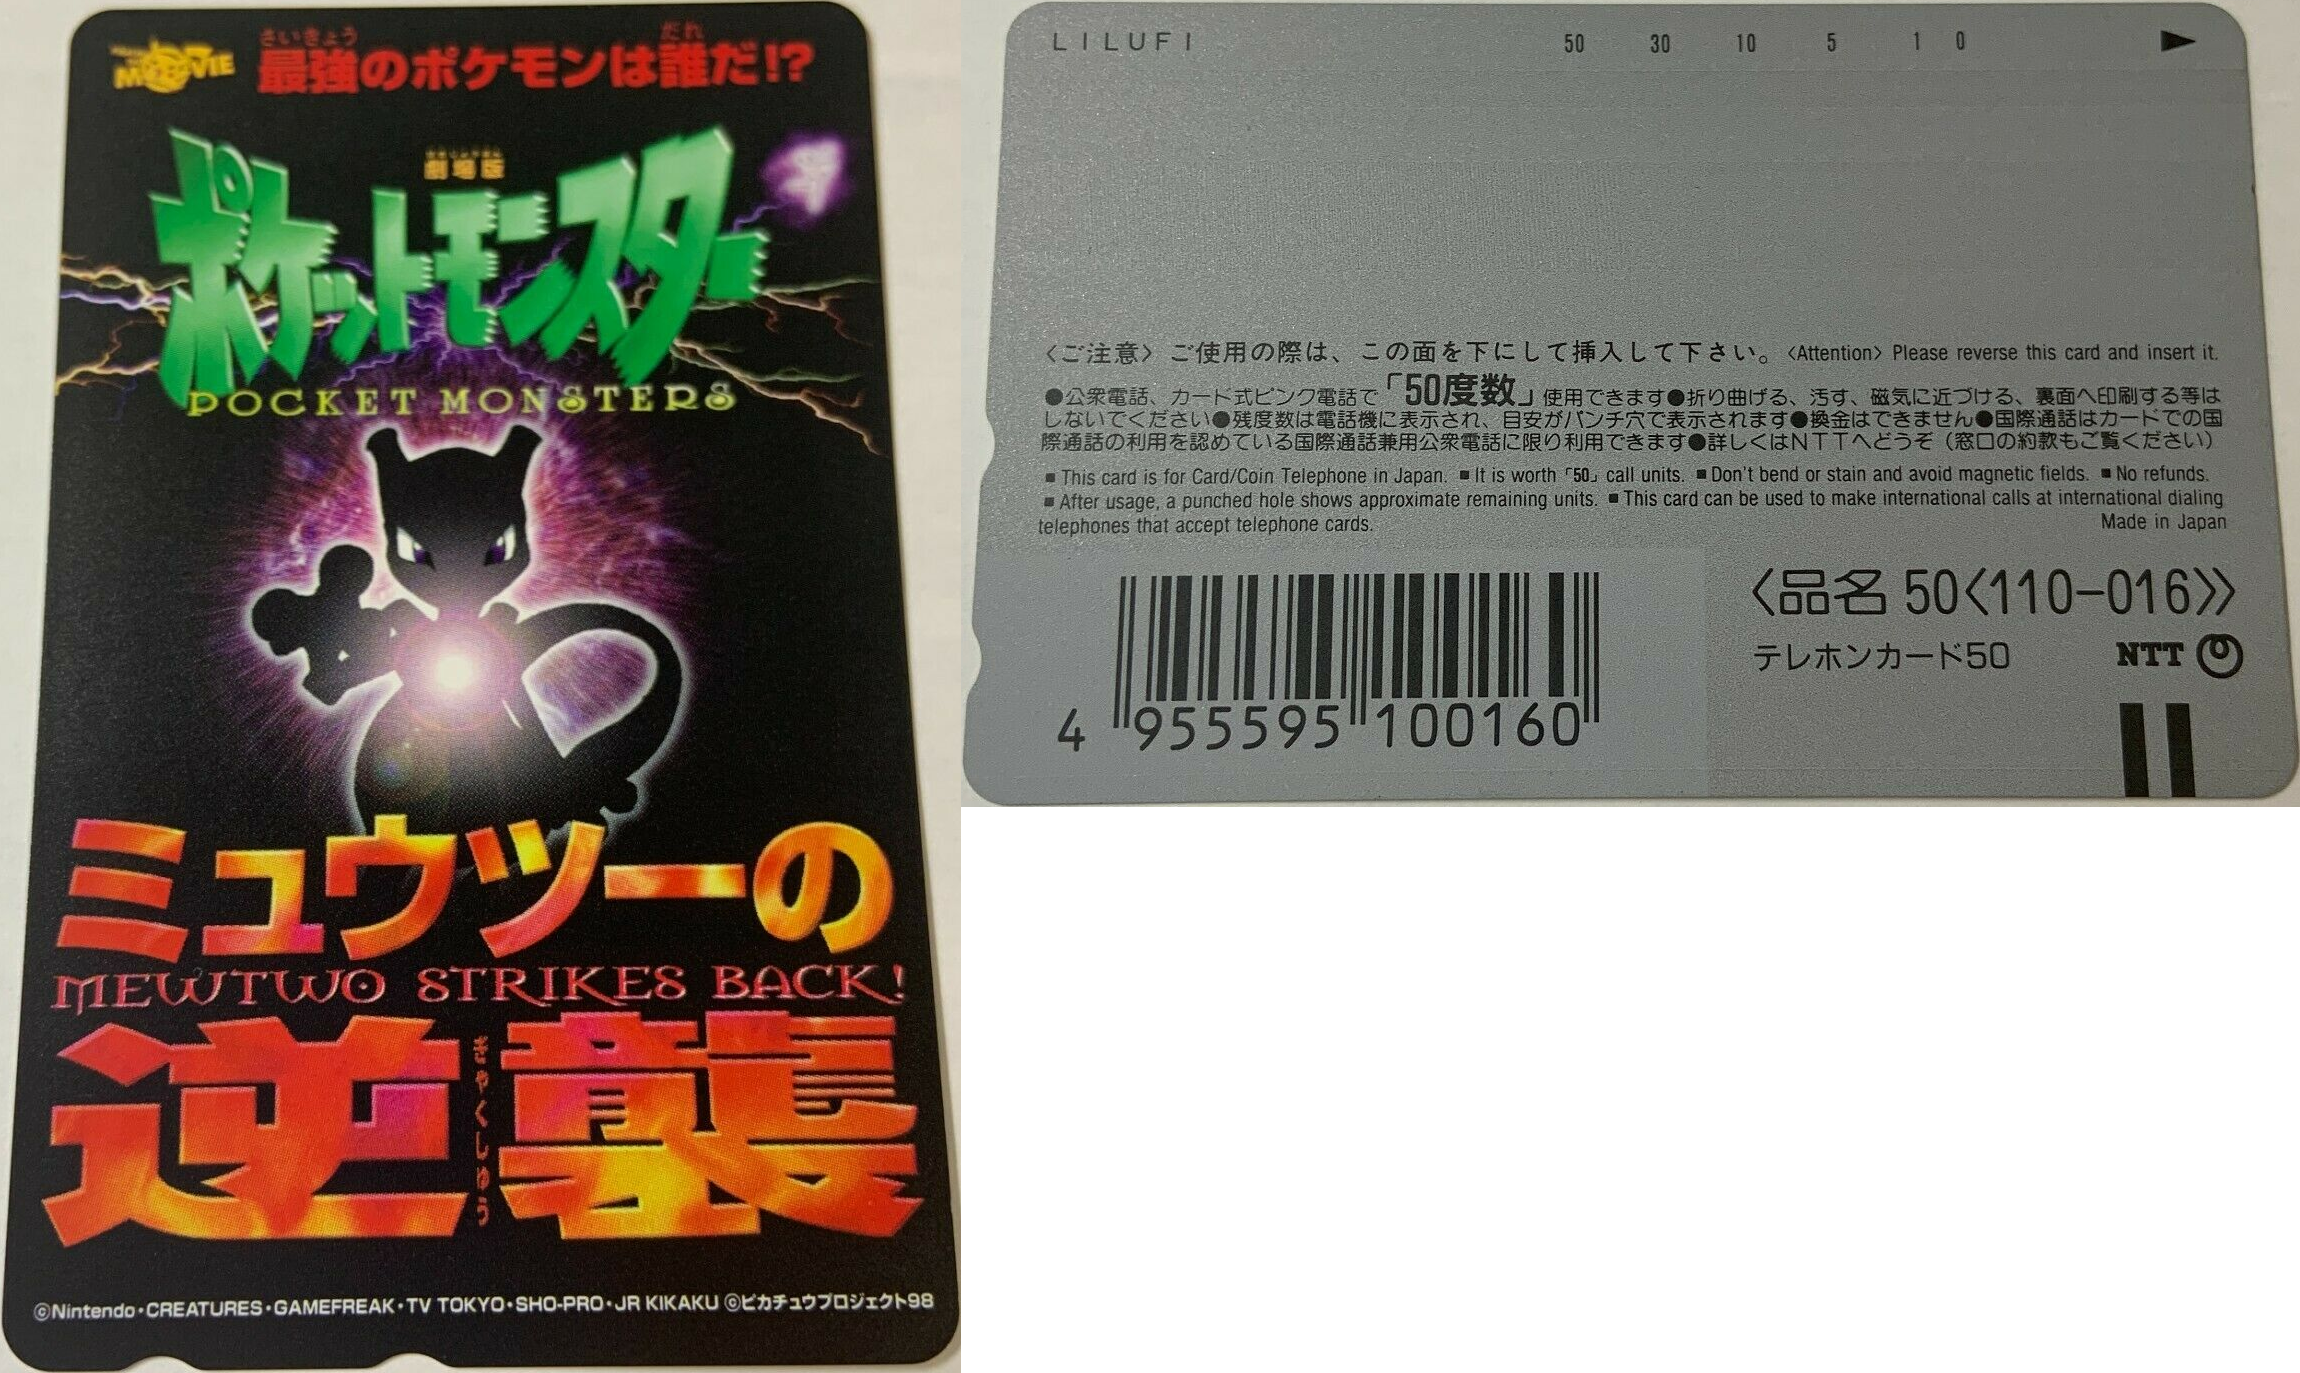 MOVIE
さいきょう だれ
最強のポケモンは誰だ!?
劇場版
ポケットモンスター
POCKET MONSTERS
ミュウツーの
MEWTWO STRIKES BACK!
逆襲
ぎゃくしゅう
©Nintendo・CREATURES・GAMEFREAK・TV TOKYO・SHO-PRO・JR KIKAKU ©ピカチュウプロジェクト98
LILUFI 50 30 10 5 1 0 ▶
〈ご注意〉ご使用の際は、この面を下にして挿入して下さい。〈Attention〉Please reverse this card and insert it.
●公衆電話、カード式ピンク電話で「50度数」使用できます●折り曲げる、汚す、磁気に近づける、裏面へ印刷する等は
しないでください●残度数は電話機に表示され、目安がパンチ穴で表示されます●換金はできません●国際通話はカードでの国
際通話の利用を認めている国際通話兼用公衆電話に限り利用できます●詳しくはNTTへどうぞ（窓口の約款もご覧ください）
■This card is for Card/Coin Telephone in Japan. ■It is worth「50」call units. ■Don't bend or stain and avoid magnetic fields. ■No refunds.
■After usage, a punched hole shows approximate remaining units. ■This card can be used to make international calls at international dialing
telephones that accept telephone cards. Made in Japan
〈品名 50〈110-016〉〉
テレホンカード50 NTT
4 955595 100160